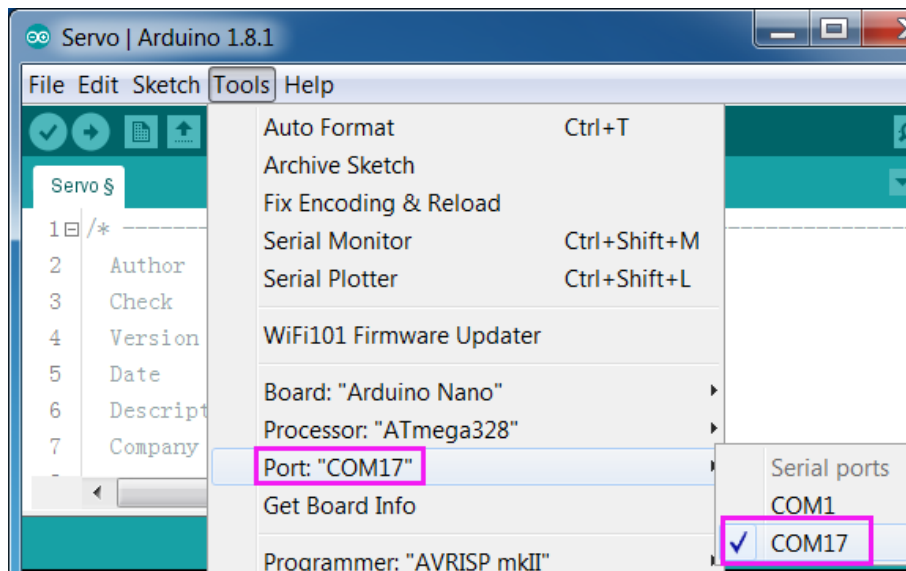 Servo | Arduino 1.8.1
File Edit Sketch Tools Help
Auto Format Ctrl+T
Archive Sketch
Fix Encoding & Reload
Serial Monitor Ctrl+Shift+M
Serial Plotter Ctrl+Shift+L
WiFi101 Firmware Updater
Board: "Arduino Nano"
Processor: "ATmega328"
Port: "COM17"
Get Board Info
Programmer: "AVRISP mkII"
Serial ports
COM1
COM17
Servo §
1 /* -------
2 Author
3 Check
4 Version
5 Date
6 Descript
7 Company